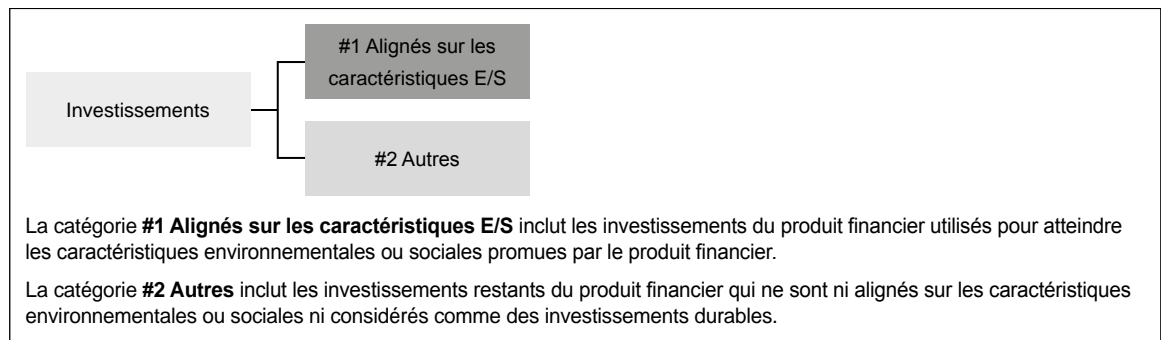 #1 Alignés sur les
caractéristiques E/S
Investissements
#2 Autres
La catégorie #1 Alignés sur les caractéristiques E/S inclut les investissements du produit financier utilisés pour atteindre
les caractéristiques environnementales ou sociales promues par le produit financier.
La catégorie #2 Autres inclut les investissements restants du produit financier qui ne sont ni alignés sur les caractéristiques
environnementales ou sociales ni considérés comme des investissements durables.